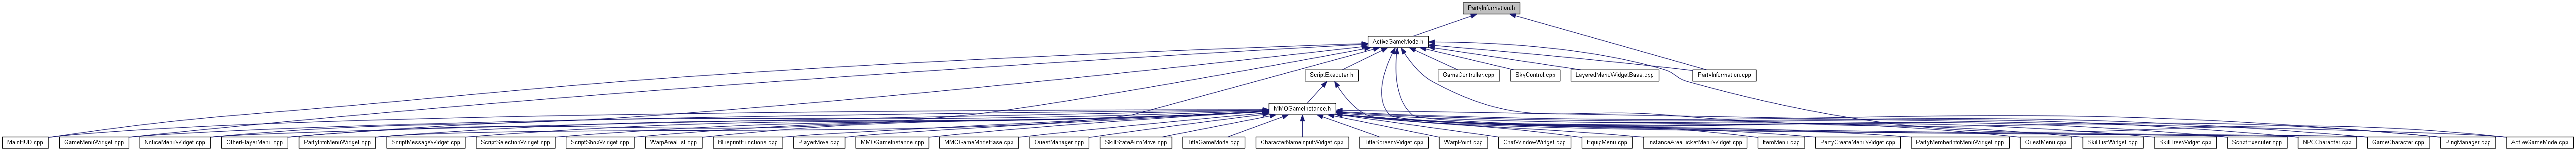 PartyInformation.h
ActiveGameMode.h
ScriptExecuter.h
GameController.cpp
SkyControl.cpp
LayeredMenuWidgetBase.cpp
PartyInformation.cpp
MMOGameInstance.h
MainHUD.cpp
GameMenuWidget.cpp
NoticeMenuWidget.cpp
OtherPlayerMenu.cpp
PartyInfoMenuWidget.cpp
ScriptMessageWidget.cpp
ScriptSelectionWidget.cpp
ScriptShopWidget.cpp
WarpAreaList.cpp
BlueprintFunctions.cpp
PlayerMove.cpp
MMOGameInstance.cpp
MMOGameModeBase.cpp
QuestManager.cpp
SkillStateAutoMove.cpp
TitleGameMode.cpp
CharacterNameInputWidget.cpp
TitleScreenWidget.cpp
WarpPoint.cpp
ChatWindowWidget.cpp
EquipMenu.cpp
InstanceAreaTicketMenuWidget.cpp
ItemMenu.cpp
PartyCreateMenuWidget.cpp
PartyMemberInfoMenuWidget.cpp
QuestMenu.cpp
SkillListWidget.cpp
SkillTreeWidget.cpp
ScriptExecuter.cpp
NPCCharacter.cpp
GameCharacter.cpp
PingManager.cpp
ActiveGameMode.cpp